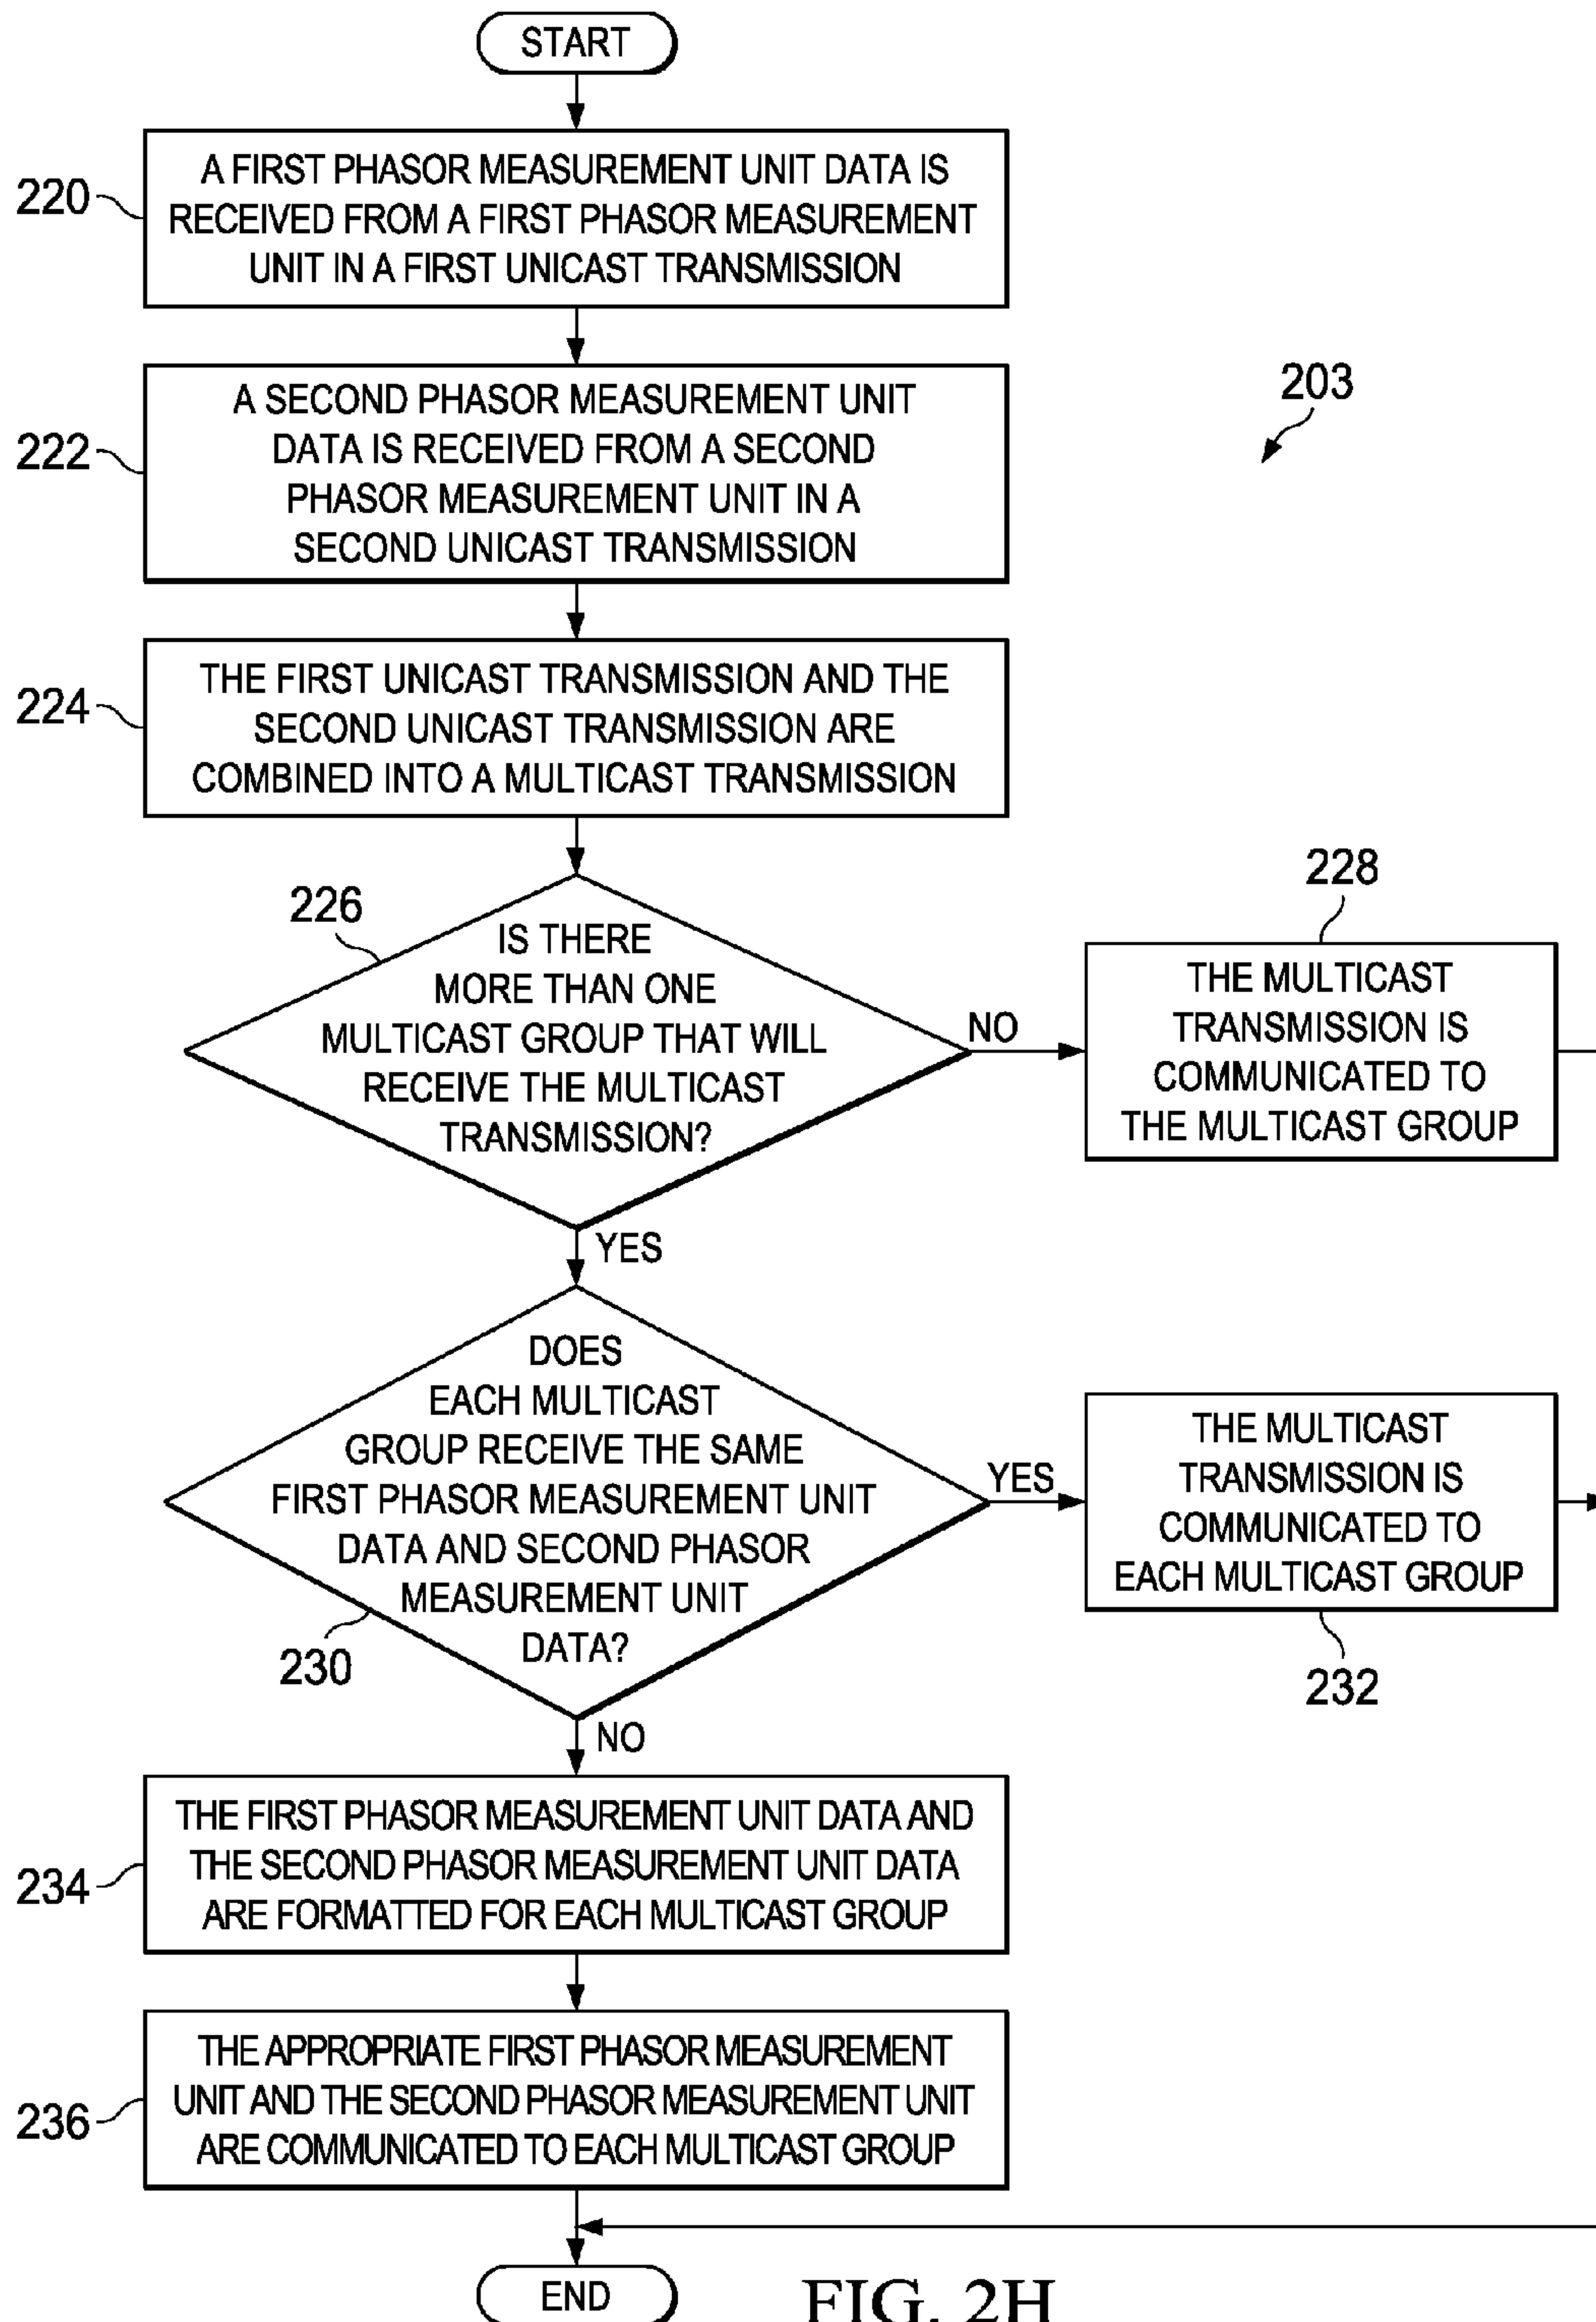 START
220
A FIRST PHASOR MEASUREMENT UNIT DATA IS
RECEIVED FROM A FIRST PHASOR MEASUREMENT
UNIT IN A FIRST UNICAST TRANSMISSION
203
222
A SECOND PHASOR MEASUREMENT UNIT
DATA IS RECEIVED FROM A SECOND
PHASOR MEASUREMENT UNIT IN A
SECOND UNICAST TRANSMISSION
224
THE FIRST UNICAST TRANSMISSION AND THE
SECOND UNICAST TRANSMISSION ARE
COMBINED INTO A MULTICAST TRANSMISSION
226
IS THERE
MORE THAN ONE
MULTICAST GROUP THAT WILL
RECEIVE THE MULTICAST
TRANSMISSION?
NO
228
THE MULTICAST
TRANSMISSION IS
COMMUNICATED TO
THE MULTICAST GROUP
YES
DOES
EACH MULTICAST
GROUP RECEIVE THE SAME
FIRST PHASOR MEASUREMENT UNIT
DATA AND SECOND PHASOR
MEASUREMENT UNIT
DATA?
230
YES
THE MULTICAST
TRANSMISSION IS
COMMUNICATED TO
EACH MULTICAST GROUP
232
NO
234
THE FIRST PHASOR MEASUREMENT UNIT DATA AND
THE SECOND PHASOR MEASUREMENT UNIT DATA
ARE FORMATTED FOR EACH MULTICAST GROUP
236
THE APPROPRIATE FIRST PHASOR MEASUREMENT
UNIT AND THE SECOND PHASOR MEASUREMENT UNIT
ARE COMMUNICATED TO EACH MULTICAST GROUP
END
FIG. 2H